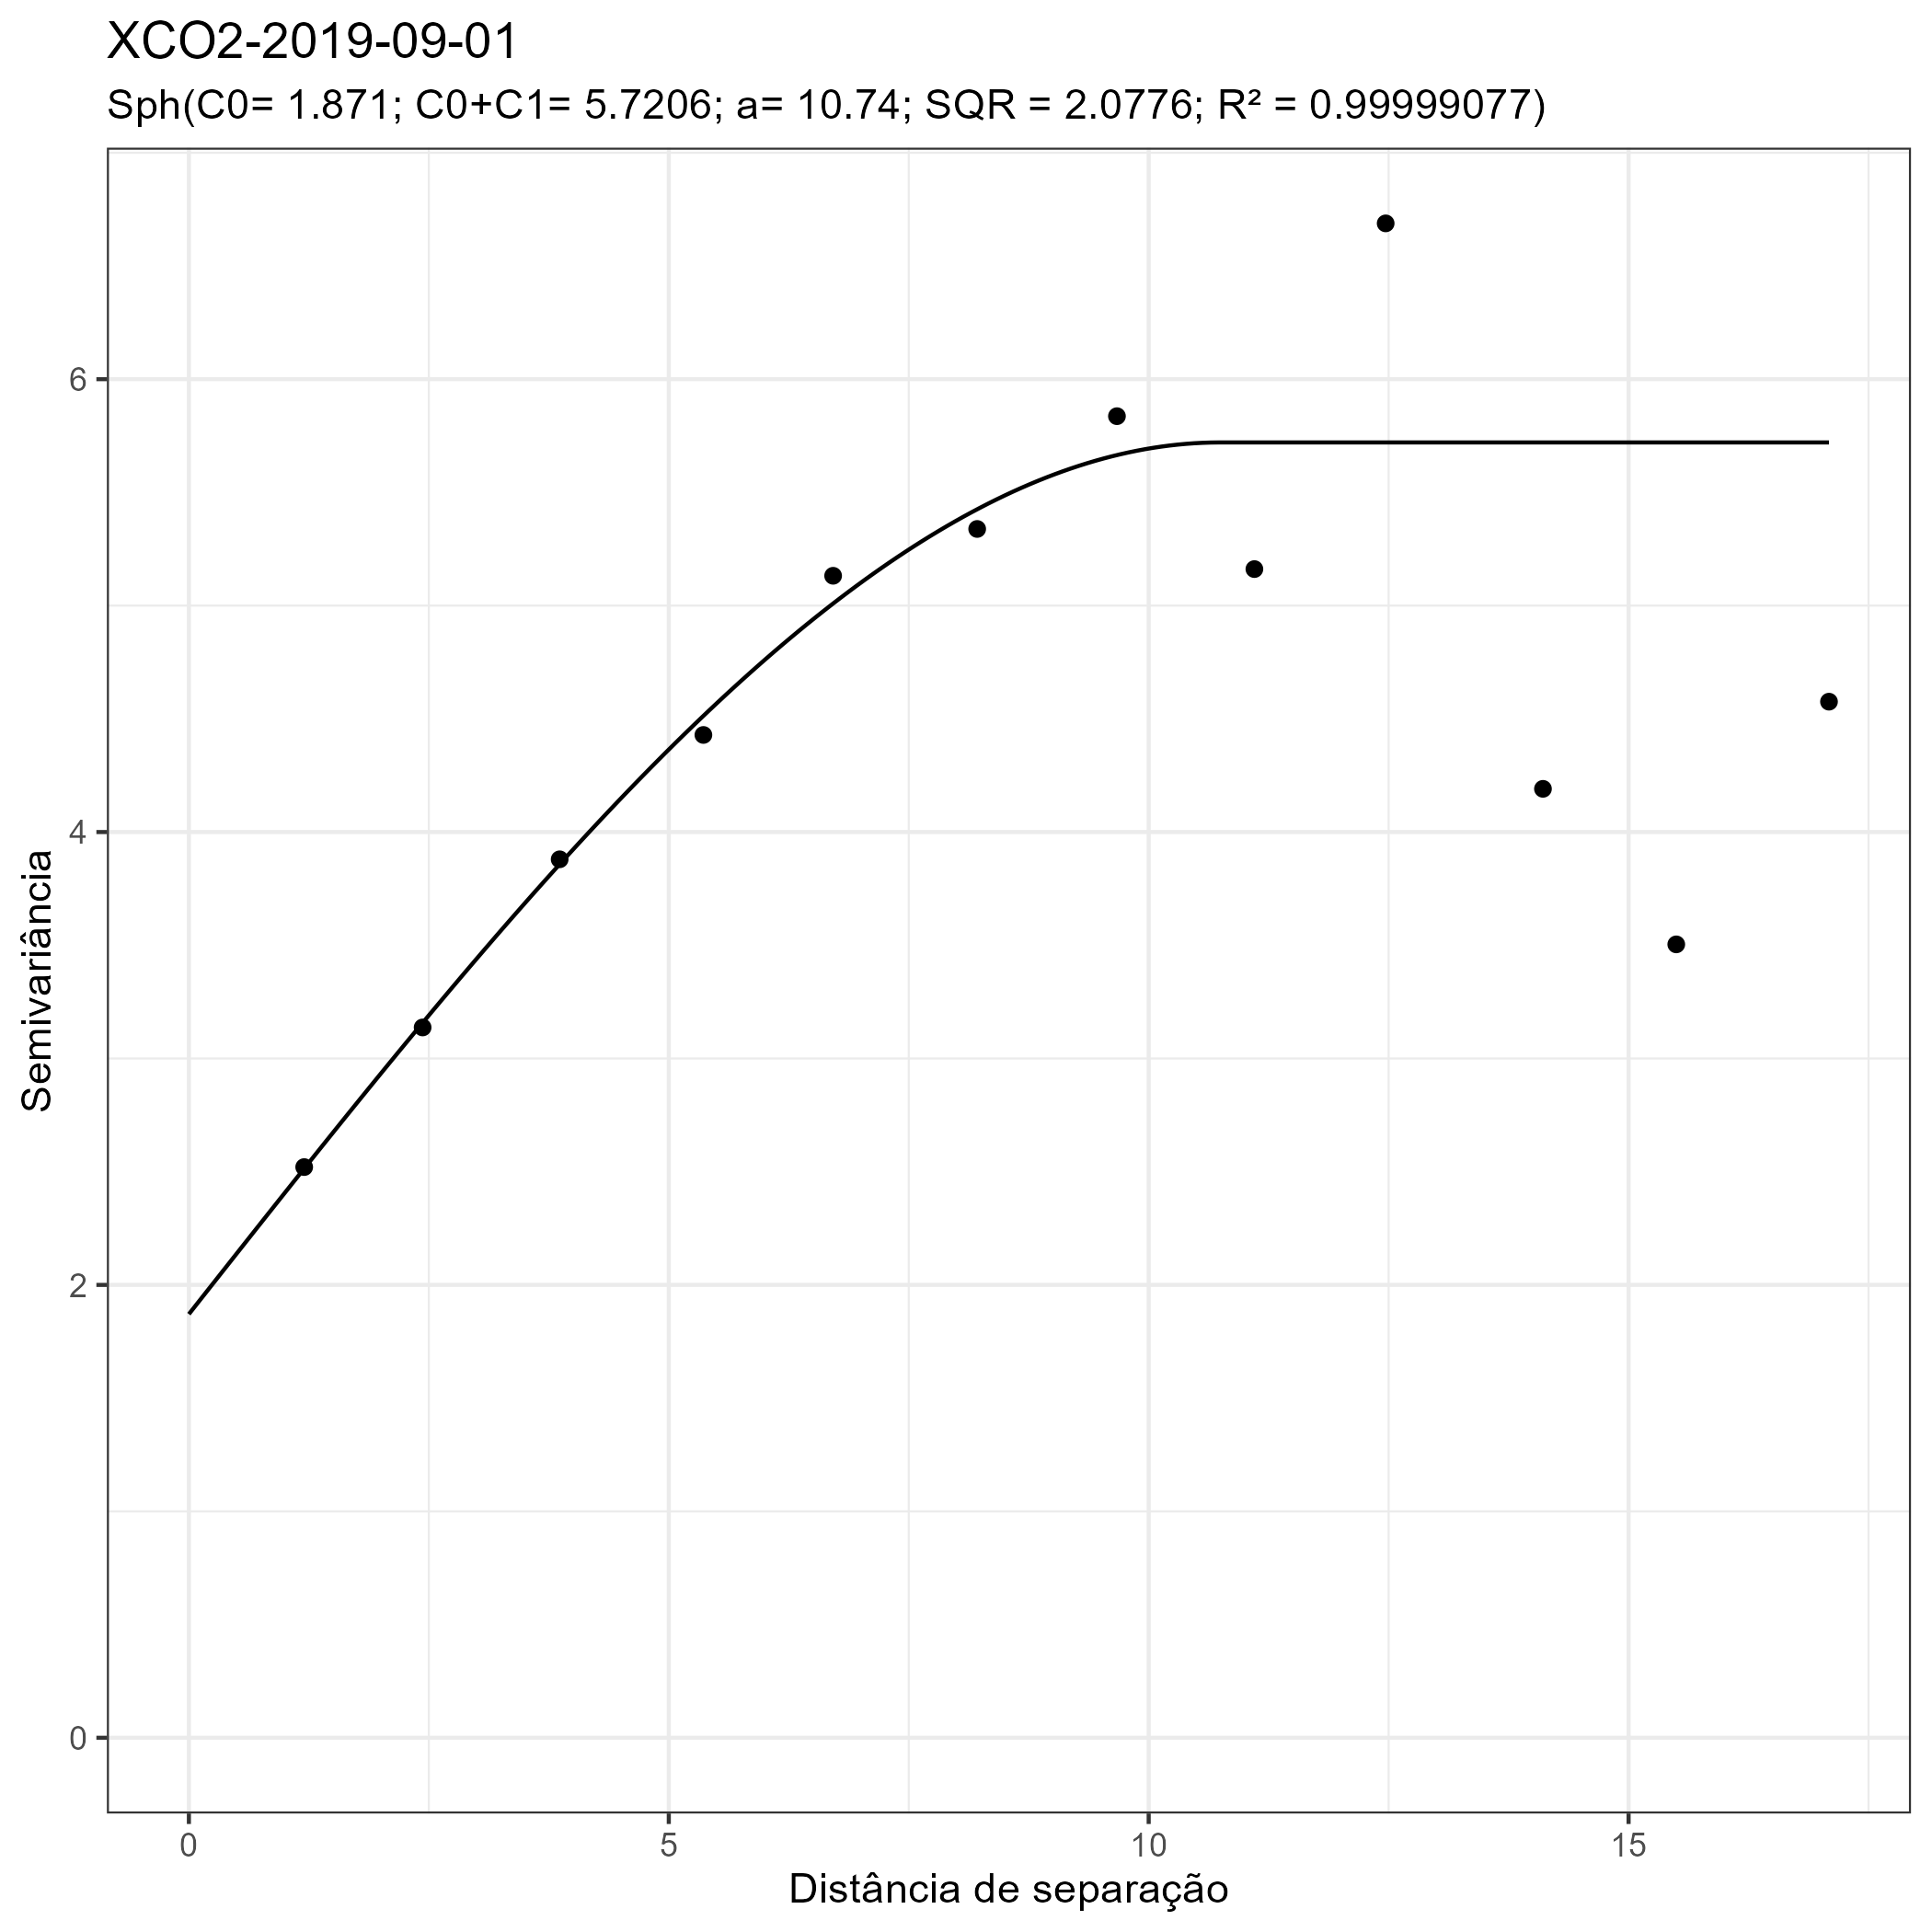 XCO2-2019-09-01
Sph(C0= 1.871; C0+C1= 5.7206; a= 10.74; SQR = 2.0776; R² = 0.99999077)
Semivariância
6
4
2
0
0 5 10 15
Distância de separação